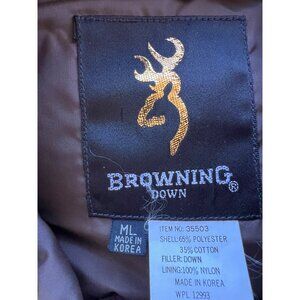 BROWNING®
DOWN
ML
MADE IN
KOREA
ITEM NO: 35503
SHELL: 65% POLYESTER
35% COTTON
FILLER: DOWN
LINING: 100% NYLON
MADE IN KOREA
WPL 12993